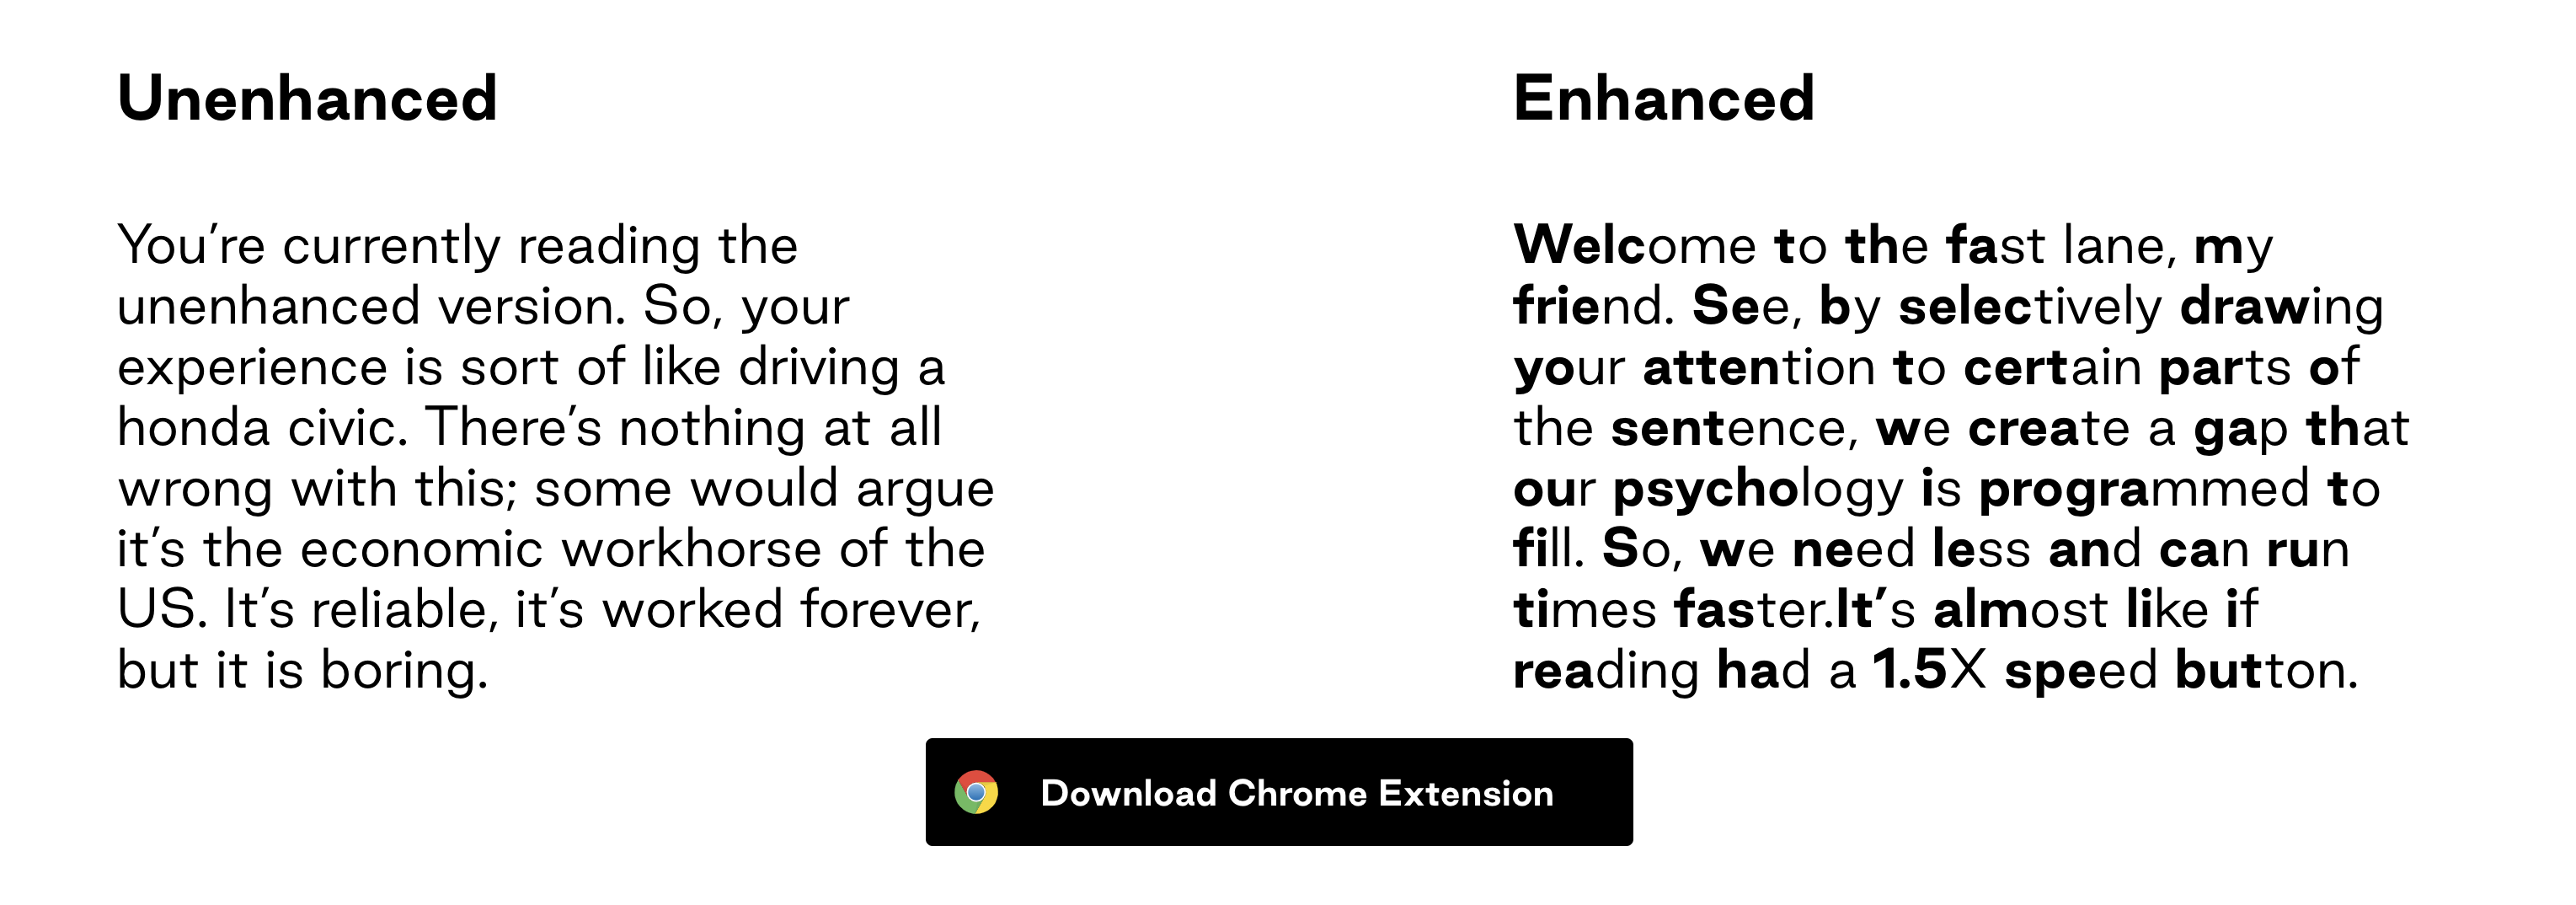 Unenhanced
You’re currently reading the
unenhanced version. So, your
experience is sort of like driving a
honda civic. There’s nothing at all
wrong with this; some would argue
it’s the economic workhorse of the
US. It’s reliable, it’s worked forever,
but it is boring.
Enhanced
Welcome to the fast lane, my
friend. See, by selectively drawing
your attention to certain parts of
the sentence, we create a gap that
our psychology is programmed to
fill. So, we need less and can run
times faster.It’s almost like if
reading had a 1.5X speed button.
Download Chrome Extension